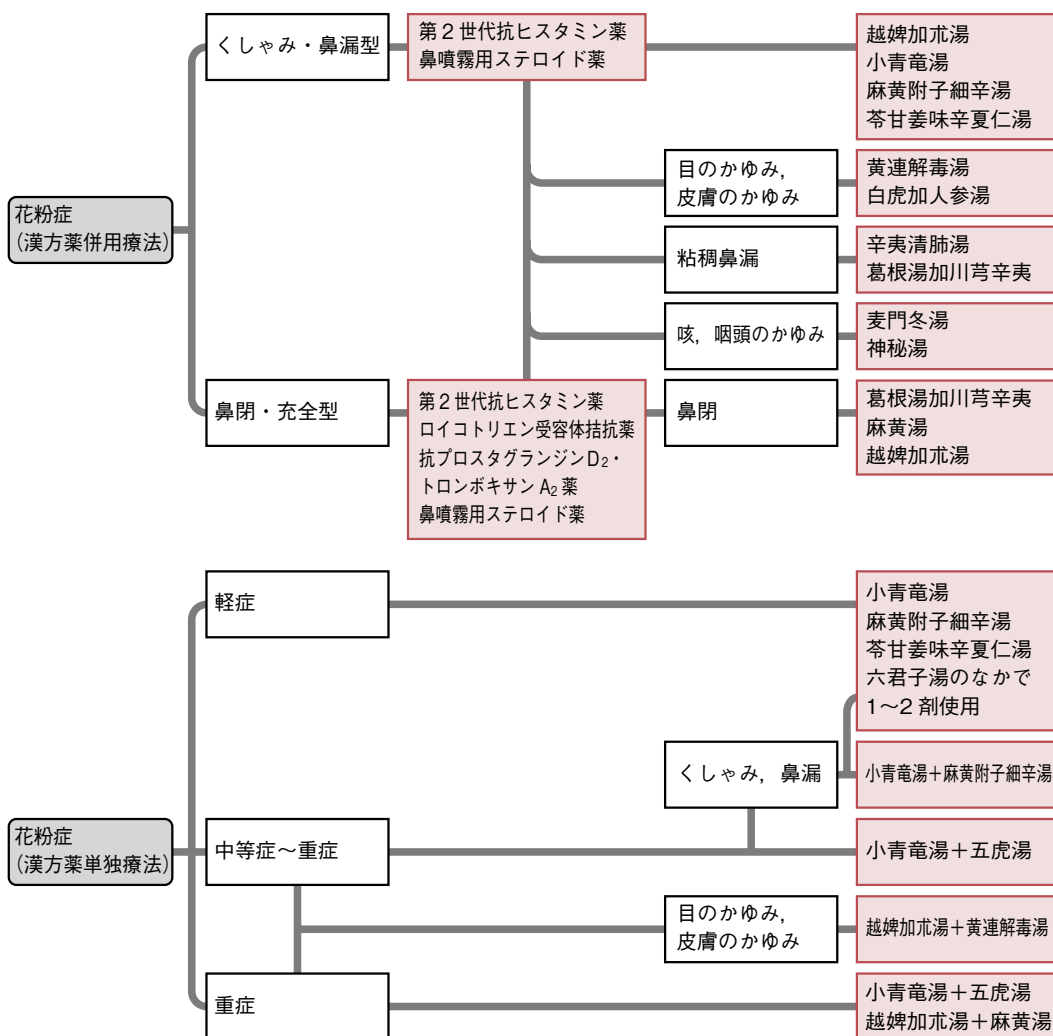 花粉症
（漢方薬併用療法）
くしゃみ・鼻漏型
第２世代抗ヒスタミン薬
鼻噴霧用ステロイド薬
越婢加朮湯
小青竜湯
麻黄附子細辛湯
苓甘姜味辛夏仁湯
目のかゆみ，
皮膚のかゆみ
黄連解毒湯
白虎加人参湯
粘稠鼻漏
辛夷清肺湯
葛根湯加川芎辛夷
咳，咽頭のかゆみ
麦門冬湯
神秘湯
鼻閉・充全型
第２世代抗ヒスタミン薬
ロイコトリエン受容体拮抗薬
抗プロスタグランジンD₂・
トロンボキサン A₂ 薬
鼻噴霧用ステロイド薬
鼻閉
葛根湯加川芎辛夷
麻黄湯
越婢加朮湯
花粉症
（漢方薬単独療法）
軽症
小青竜湯
麻黄附子細辛湯
苓甘姜味辛夏仁湯
六君子湯のなかで
1〜2 剤使用
くしゃみ，鼻漏
小青竜湯＋麻黄附子細辛湯
中等症〜重症
小青竜湯＋五虎湯
目のかゆみ，
皮膚のかゆみ
越婢加朮湯＋黄連解毒湯
重症
小青竜湯＋五虎湯
越婢加朮湯＋麻黄湯